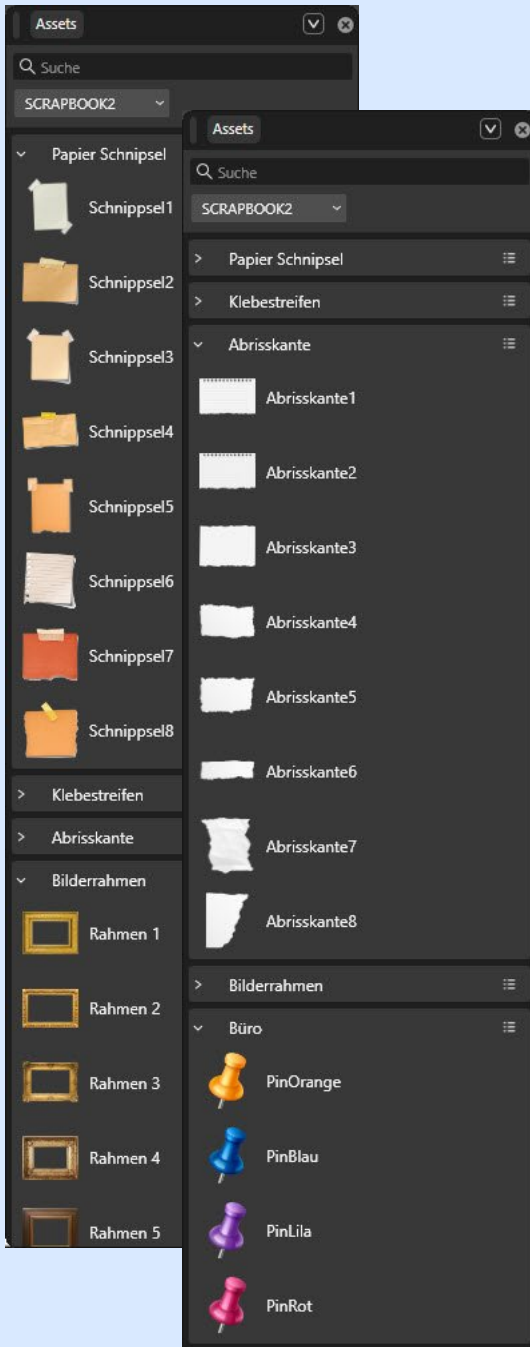 Assets
Suche
SCRAPBOOK2
Papier Schnipsel
Schnippsel1
Schnippsel2
Schnippsel3
Schnippsel4
Schnippsel5
Schnippsel6
Schnippsel7
Schnippsel8
Klebestreifen
Abrisskante
Bilderrahmen
Rahmen 1
Rahmen 2
Rahmen 3
Rahmen 4
Rahmen 5
Assets
Suche
SCRAPBOOK2
Papier Schnipsel
Klebestreifen
Abrisskante
Abrisskante1
Abrisskante2
Abrisskante3
Abrisskante4
Abrisskante5
Abrisskante6
Abrisskante7
Abrisskante8
Bilderrahmen
Büro
PinOrange
PinBlau
PinLila
PinRot